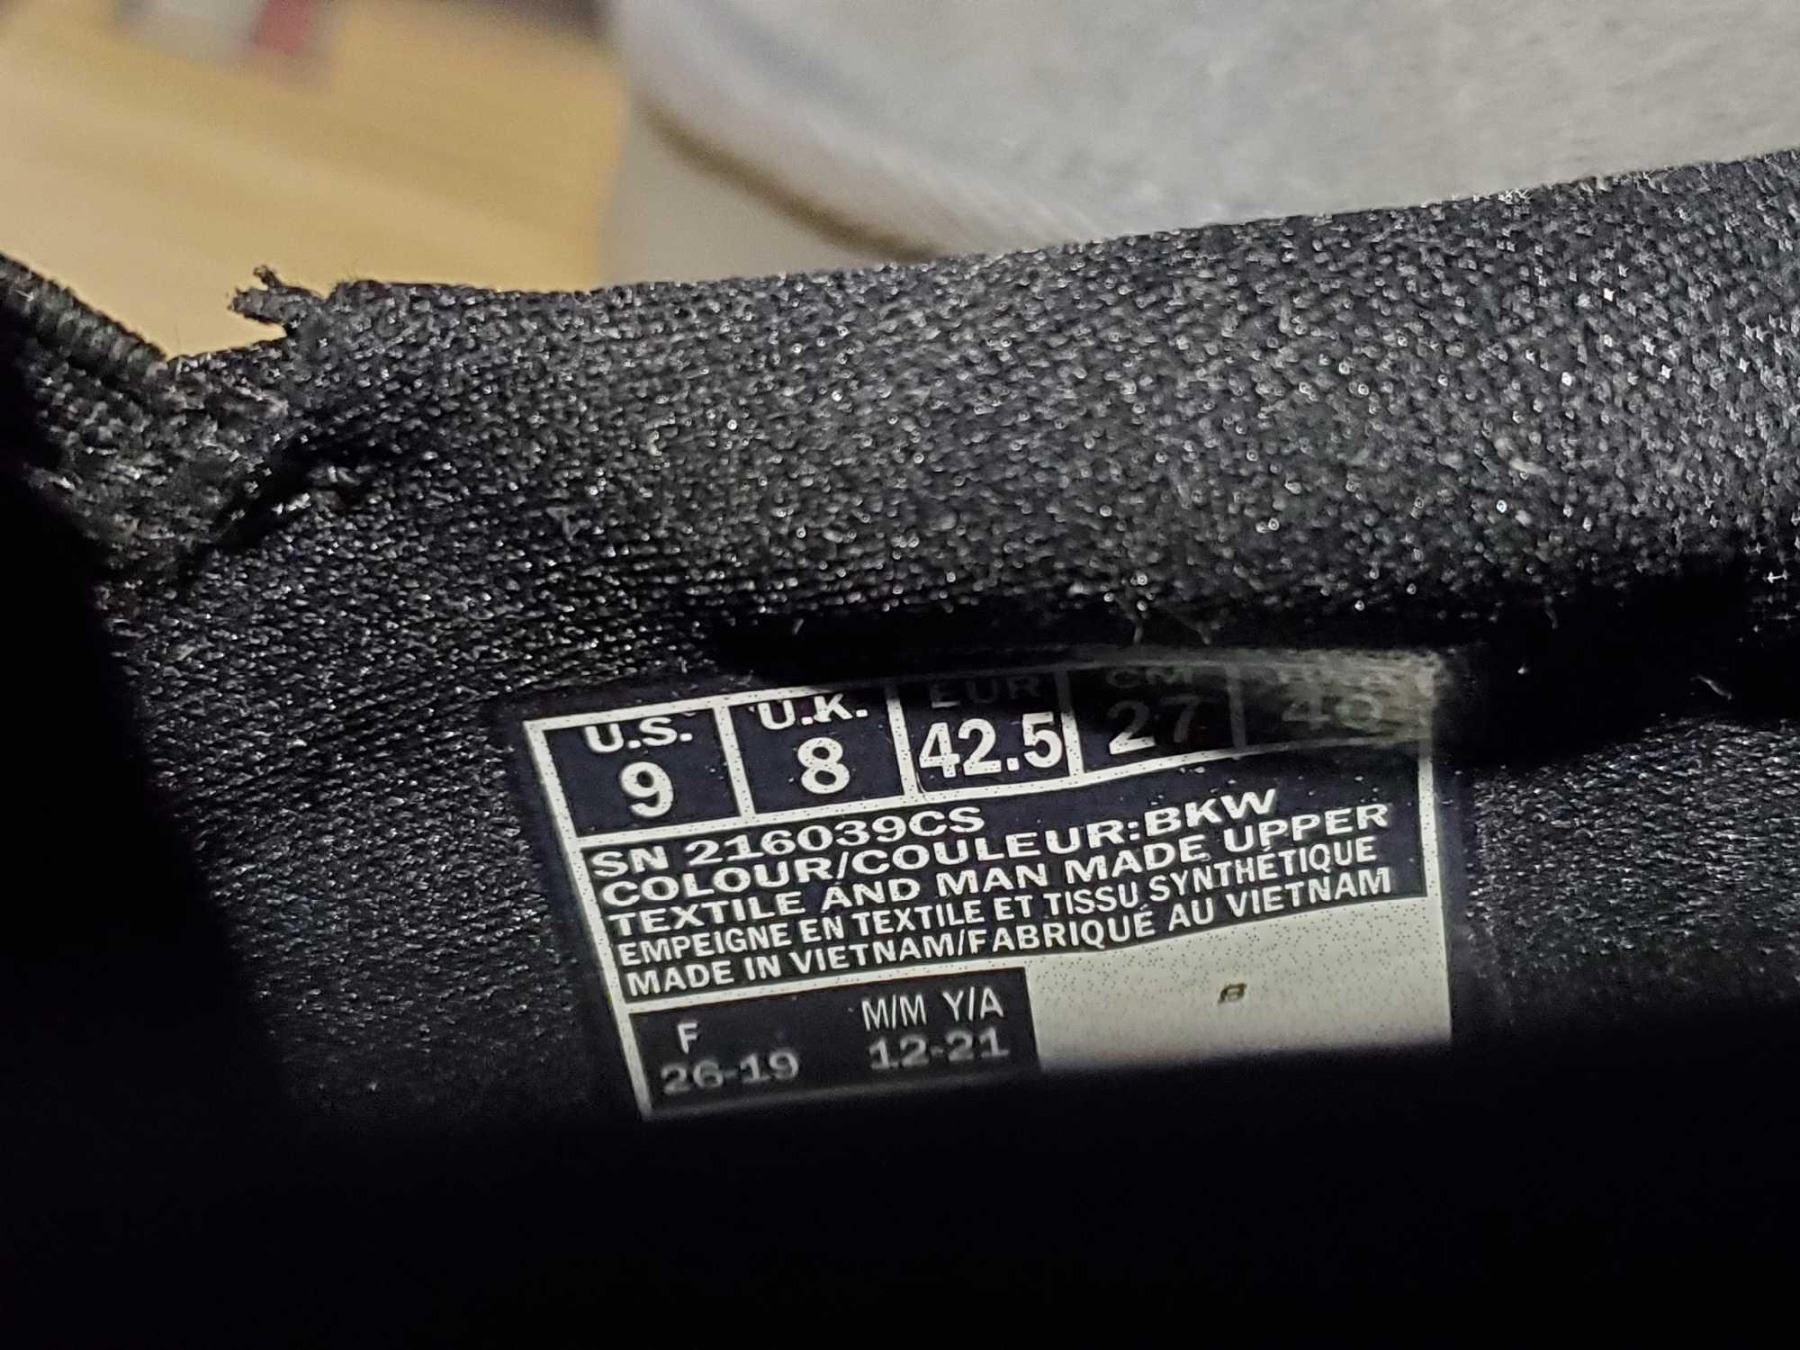 U.S. U.K. EUR CM
9 8 42.5 27 40
SN 216039CS
COLOUR/COULEUR:BKW
TEXTILE AND MAN MADE UPPER
EMPEIGNE EN TEXTILE ET TISSU SYNTHÉTIQUE
MADE IN VIETNAM/FABRIQUÉ AU VIETNAM
F M/M Y/A
26-19 12-21